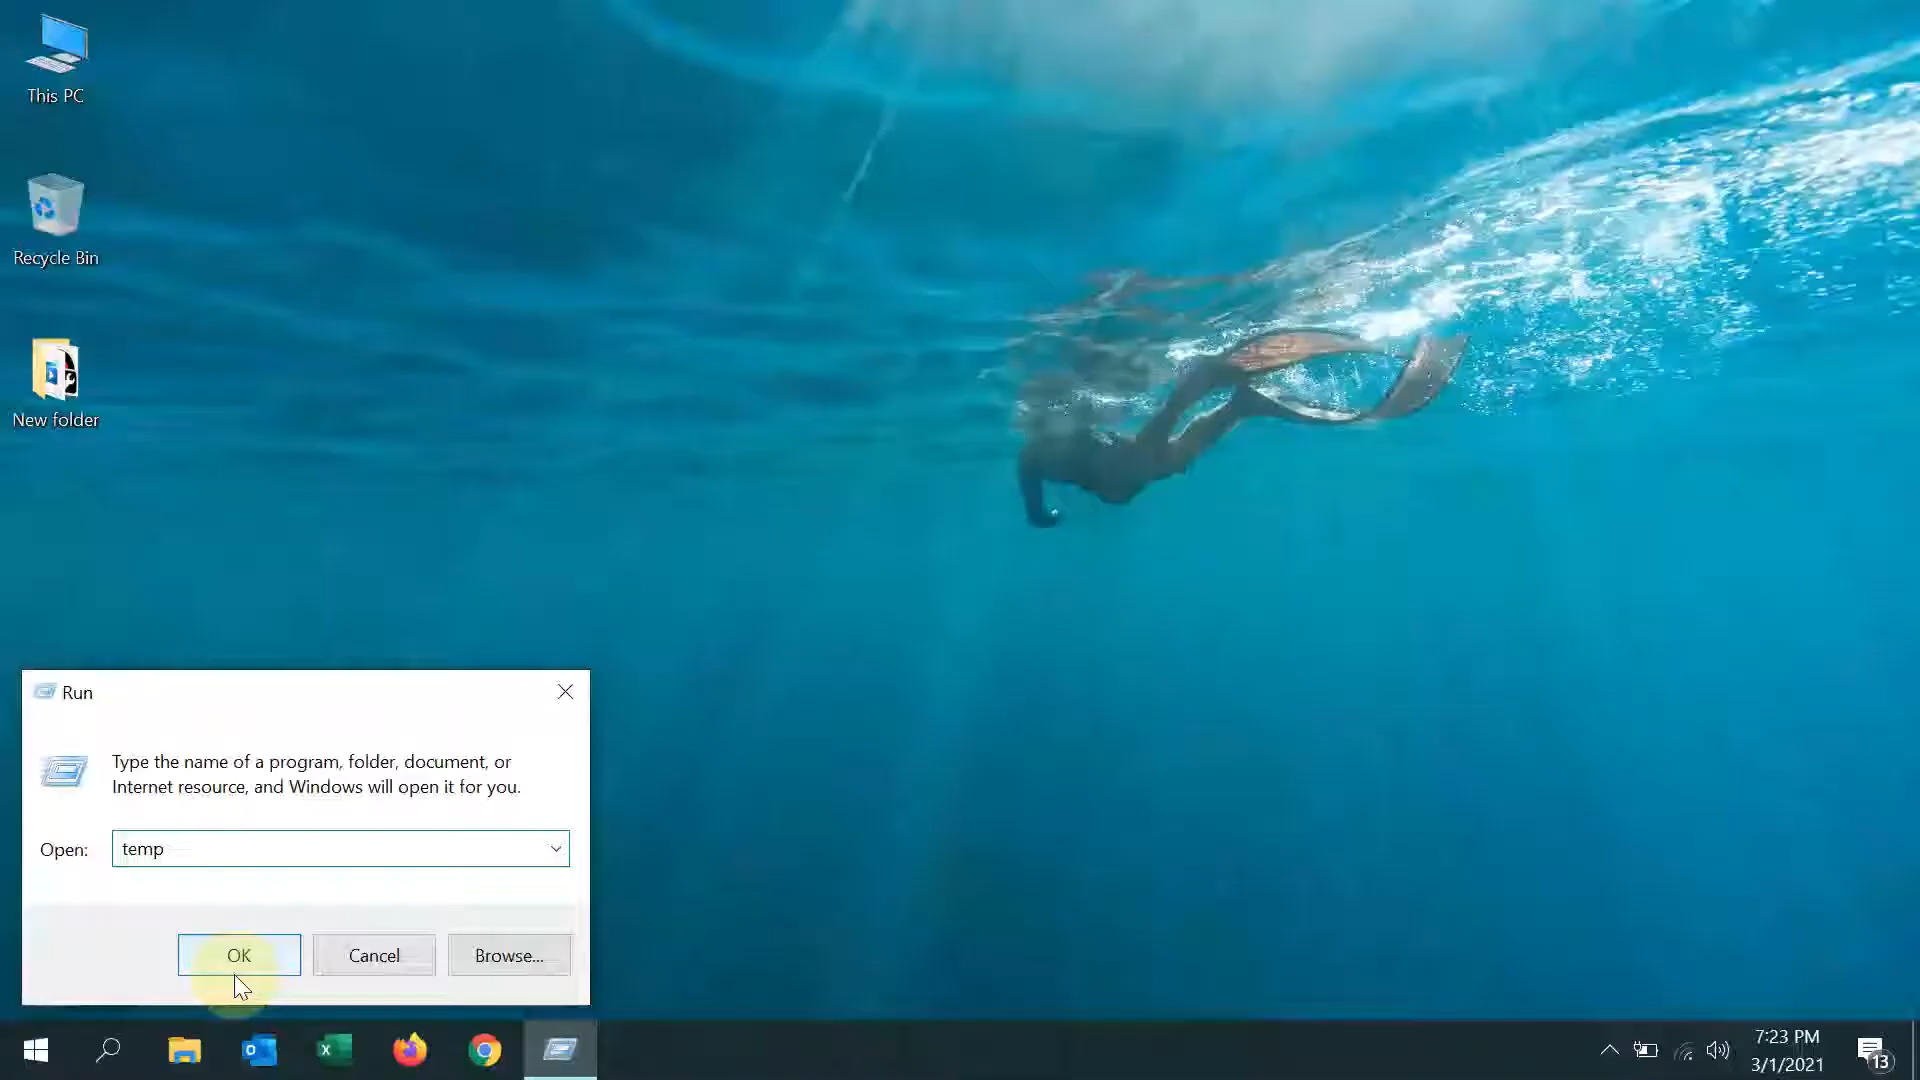 This PC
Recycle Bin
New folder
Run
Type the name of a program, folder, document, or
Internet resource, and Windows will open it for you.
Open: temp
OK Cancel Browse...
7:23 PM
3/1/2021
13